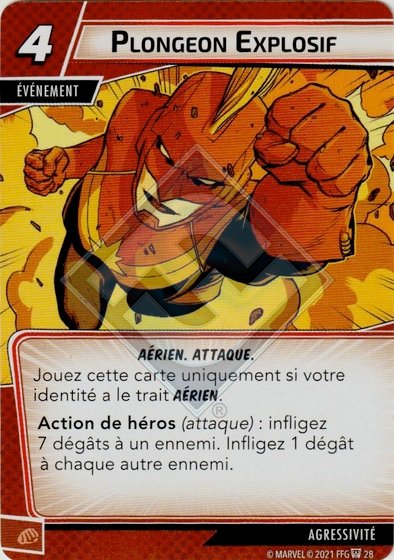 4
PLONGEON EXPLOSIF
ÉVÉNEMENT
AÉRIEN. ATTAQUE.
Jouez cette carte uniquement si votre
identité a le trait AÉRIEN.
Action de héros (attaque) : infligez
7 dégâts à un ennemi. Infligez 1 dégât
à chaque autre ennemi.
®
AGRESSIVITÉ
© MARVEL © 2021 FFG 28